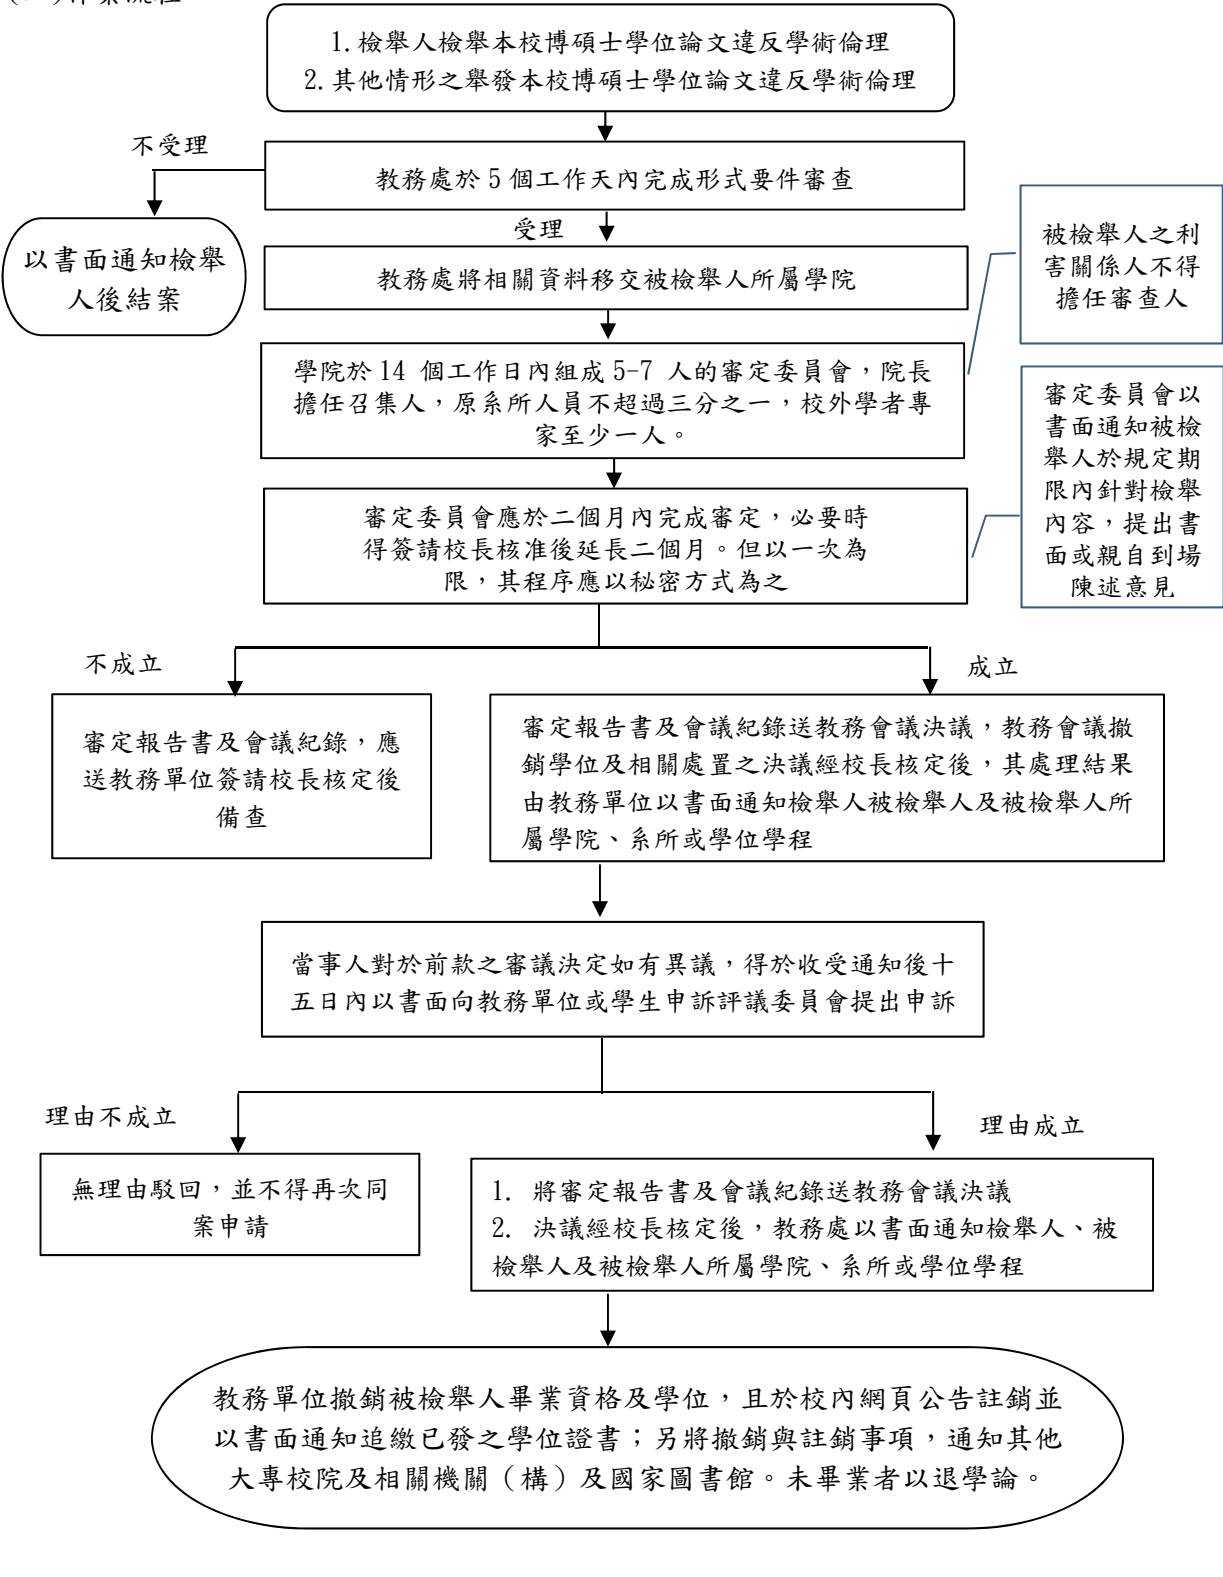 1.檢舉人檢舉本校博碩士學位論文違反學術倫理
2.其他情形之舉發本校博碩士學位論文違反學術倫理
不受理
教務處於 5 個工作天內完成形式要件審查
受理
以書面通知檢舉
人後結案
教務處將相關資料移交被檢舉人所屬學院
被檢舉人之利
害關係人不得
擔任審查人
學院於 14 個工作日內組成 5-7 人的審定委員會，院長
擔任召集人，原系所人員不超過三分之一，校外學者專
家至少一人。
審定委員會以
書面通知被檢
舉人於規定期
限內針對檢舉
內容，提出書
面或親自到場
陳述意見
審定委員會應於二個月內完成審定，必要時
得簽請校長核准後延長二個月。但以一次為
限，其程序應以秘密方式為之
不成立
成立
審定報告書及會議紀錄，應
送教務單位簽請校長核定後
備查
審定報告書及會議紀錄送教務會議決議，教務會議撤
銷學位及相關處置之決議經校長核定後，其處理結果
由教務單位以書面通知檢舉人被檢舉人及被檢舉人所
屬學院、系所或學位學程
當事人對於前款之審議決定如有異議，得於收受通知後十
五日內以書面向教務單位或學生申訴評議委員會提出申訴
理由不成立
理由成立
無理由駁回，並不得再次同
案申請
1. 將審定報告書及會議紀錄送教務會議決議
2. 決議經校長核定後，教務處以書面通知檢舉人、被
檢舉人及被檢舉人所屬學院、系所或學位學程
教務單位撤銷被檢舉人畢業資格及學位，且於校內網頁公告註銷並
以書面通知追繳已發之學位證書；另將撤銷與註銷事項，通知其他
大專校院及相關機關（構）及國家圖書館。未畢業者以退學論。